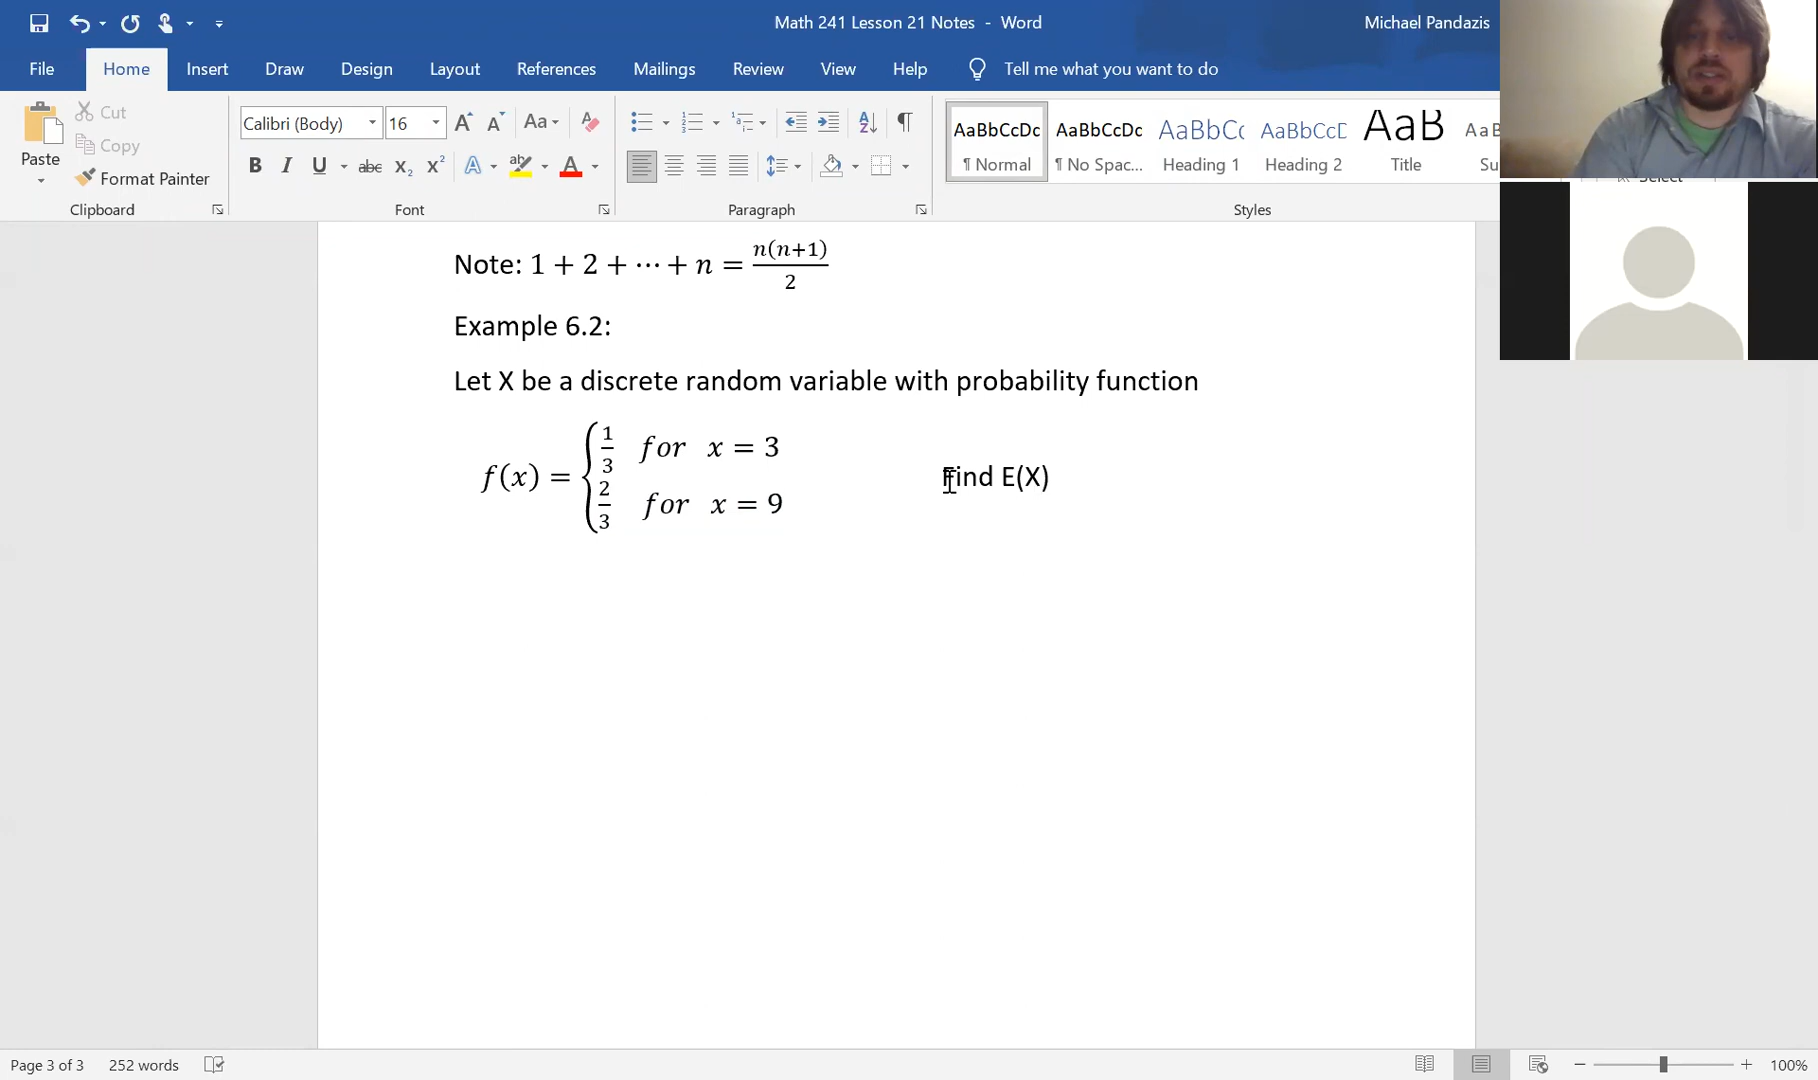 Math 241 Lesson 21 Notes - Word
Michael Pandazis
File Home Insert Draw Design Layout References Mailings Review View Help Tell me what you want to do
Paste
Cut
Copy
Format Painter
Clipboard
Calibri (Body) 16
Font
Paragraph
AaBbCcDc AaBbCcDc AaBbCc AaBbCcD AaB AaB
¶ Normal ¶ No Spac... Heading 1 Heading 2 Title Su
Select
Styles
Note: 1 + 2 + ⋯ + n = n(n+1)/2
Example 6.2:
Let X be a discrete random variable with probability function
f(x) = { 1/3 for x = 3
2/3 for x = 9
Find E(X)
Page 3 of 3 252 words
100%